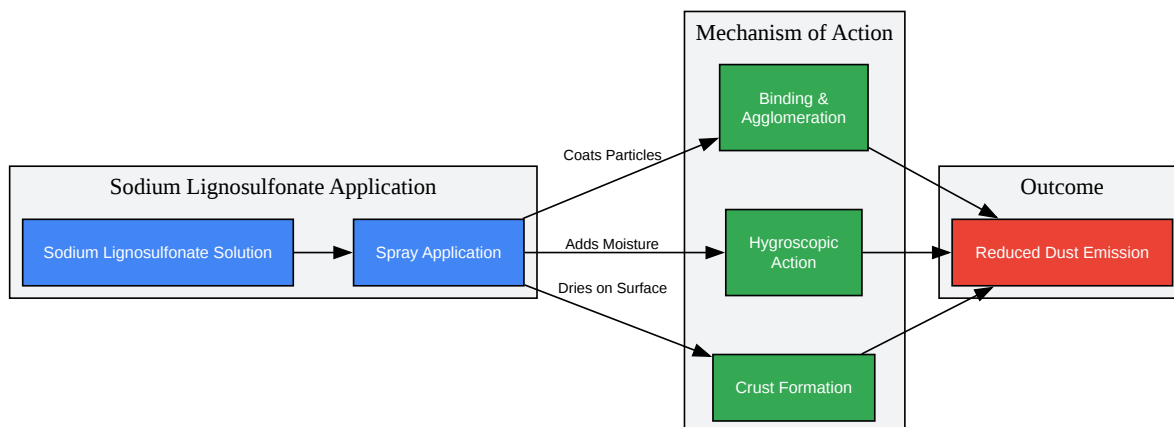 Sodium Lignosulfonate Application
Sodium Lignosulfonate Solution
Spray Application
Coats Particles
Adds Moisture
Dries on Surface
Mechanism of Action
Binding &
Agglomeration
Hygroscopic
Action
Crust Formation
Outcome
Reduced Dust Emission